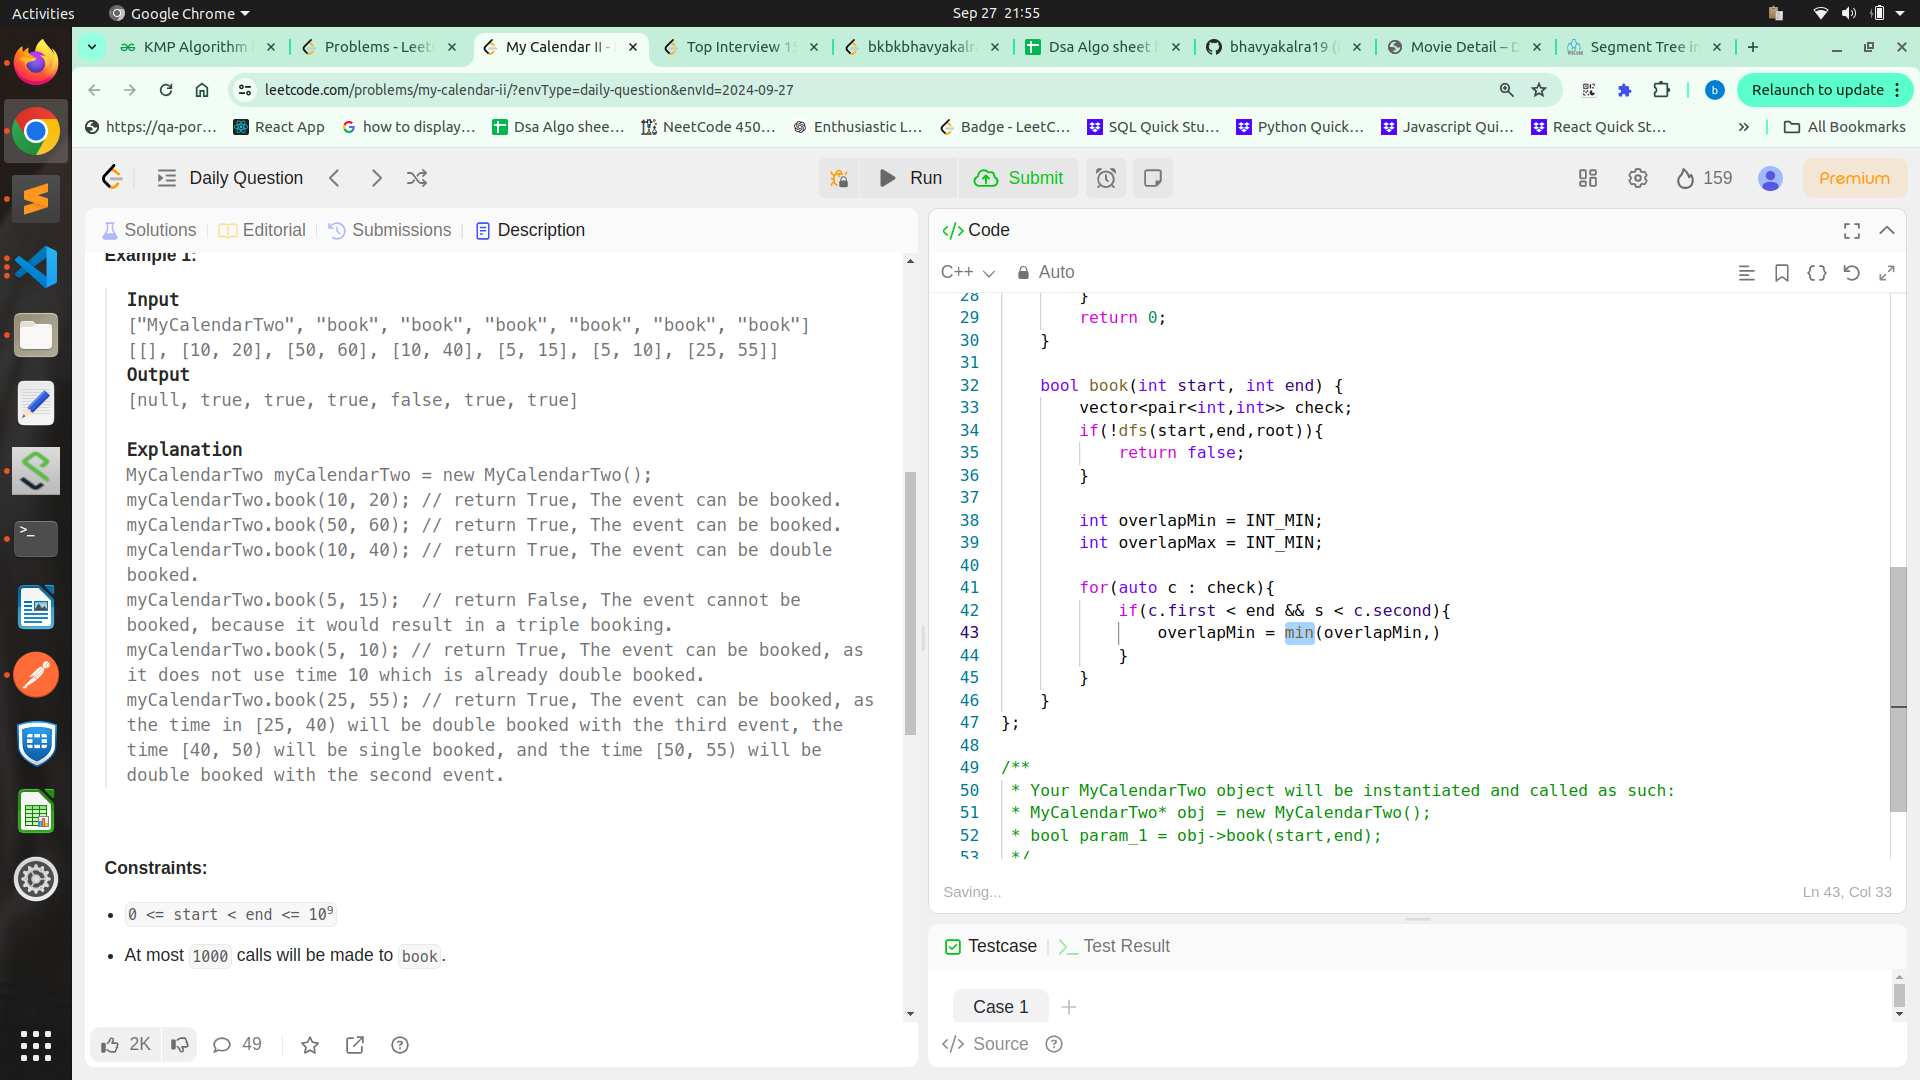 Activities
Google Chrome
Sep 27 21:55
KMP Algorithm
Problems - Leet
My Calendar II -
Top Interview 15
bkbkbhavyakalra
Dsa Algo sheet b
bhavyakalra19 (
Movie Detail – D
Segment Tree in
leetcode.com/problems/my-calendar-ii/?envType=daily-question&envId=2024-09-27
b
Relaunch to update
https://qa-por...
React App
how to display...
Dsa Algo shee...
NeetCode 450...
Enthusiastic L...
Badge - LeetC...
SQL Quick Stu...
Python Quick...
Javascript Qui...
React Quick St...
»
All Bookmarks
Daily Question
Run
Submit
159
Premium
Solutions
Editorial
Submissions
Description
Example 1:
Input
["MyCalendarTwo", "book", "book", "book", "book", "book", "book"]
[[], [10, 20], [50, 60], [10, 40], [5, 15], [5, 10], [25, 55]]
Output
[null, true, true, true, false, true, true]
Explanation
MyCalendarTwo myCalendarTwo = new MyCalendarTwo();
myCalendarTwo.book(10, 20); // return True, The event can be booked.
myCalendarTwo.book(50, 60); // return True, The event can be booked.
myCalendarTwo.book(10, 40); // return True, The event can be double
booked.
myCalendarTwo.book(5, 15);  // return False, The event cannot be
booked, because it would result in a triple booking.
myCalendarTwo.book(5, 10); // return True, The event can be booked, as
it does not use time 10 which is already double booked.
myCalendarTwo.book(25, 55); // return True, The event can be booked, as
the time in [25, 40) will be double booked with the third event, the
time [40, 50) will be single booked, and the time [50, 55) will be
double booked with the second event.
Constraints:
• 0 <= start < end <= 10⁹
• At most 1000 calls will be made to book.
2K
49
</> Code
C++
Auto
28 }
29 return 0;
30 }
31
32 bool book(int start, int end) {
33 vector<pair<int,int>> check;
34 if(!dfs(start,end,root)){
35 return false;
36 }
37
38 int overlapMin = INT_MIN;
39 int overlapMax = INT_MIN;
40
41 for(auto c : check){
42 if(c.first < end && s < c.second){
43 overlapMin = min(overlapMin,)
44 }
45 }
46 }
47 };
48
49 /**
50 * Your MyCalendarTwo object will be instantiated and called as such:
51 * MyCalendarTwo* obj = new MyCalendarTwo();
52 * bool param_1 = obj->book(start,end);
53 */
Saving...
Ln 43, Col 33
Testcase
Test Result
Case 1
</> Source